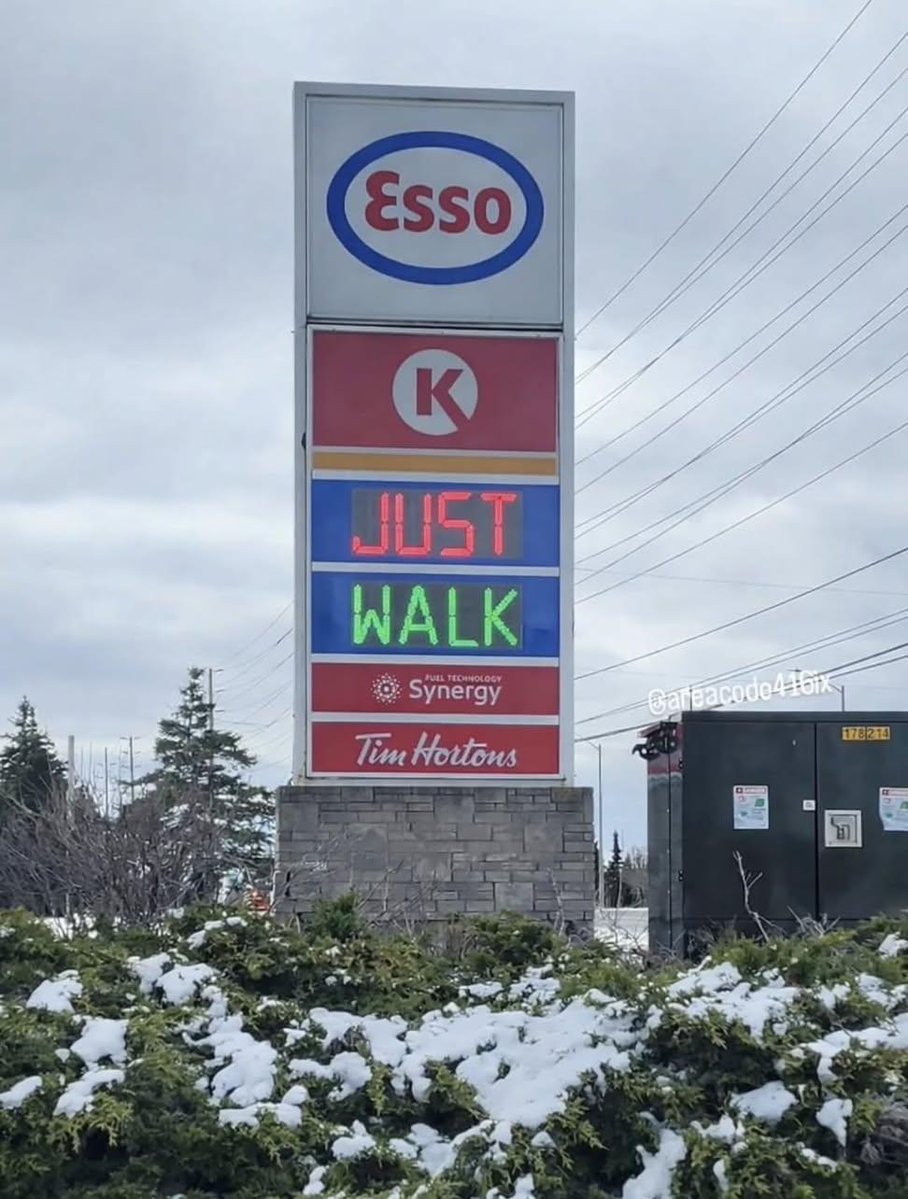 Esso
K
JUST
WALK
FUEL TECHNOLOGY
Synergy
Tim Hortons
@areacode416ix
178214